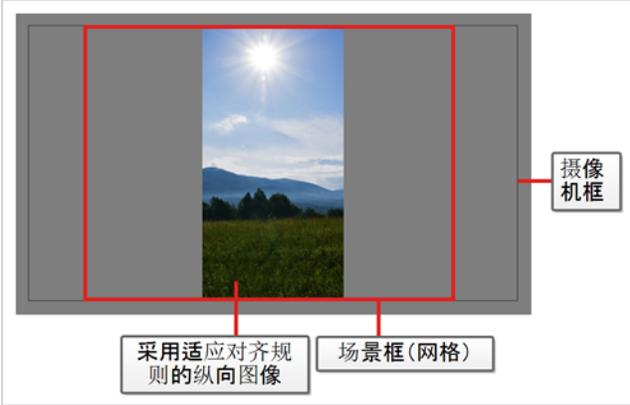 摄像
机框
采用适应对齐规
则的纵向图像
场景框(网格)